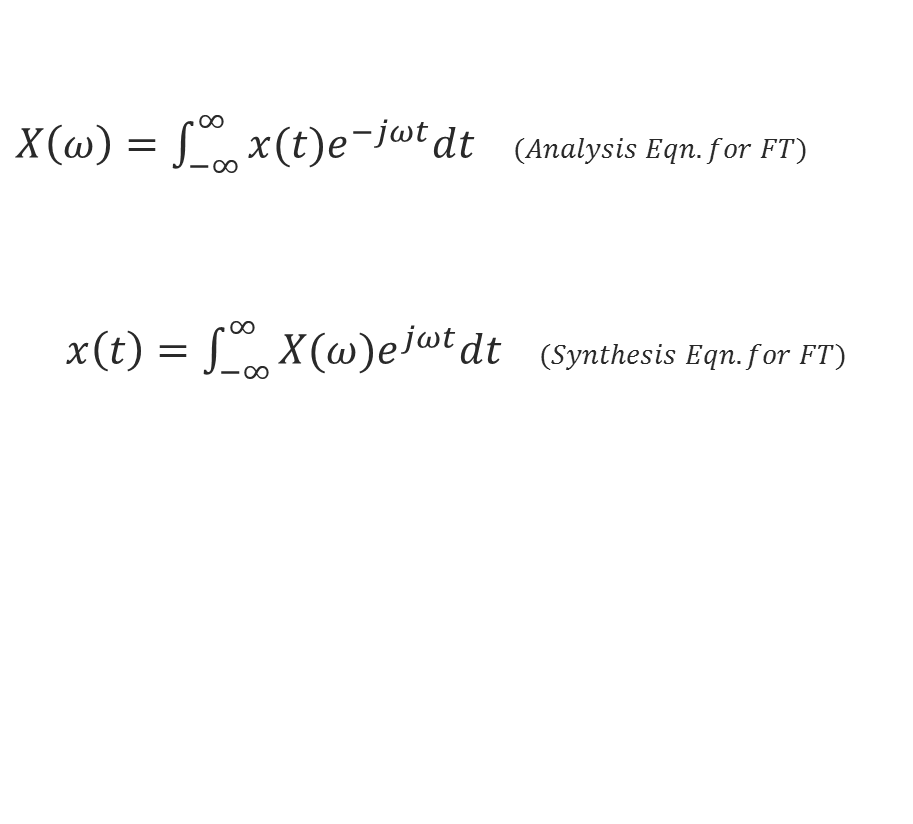 X(ω) = ∫_{-∞}^{∞} x(t)e^{-jωt}dt (Analysis Eqn. for FT)
x(t) = ∫_{-∞}^{∞} X(ω)e^{jωt}dt (Synthesis Eqn. for FT)